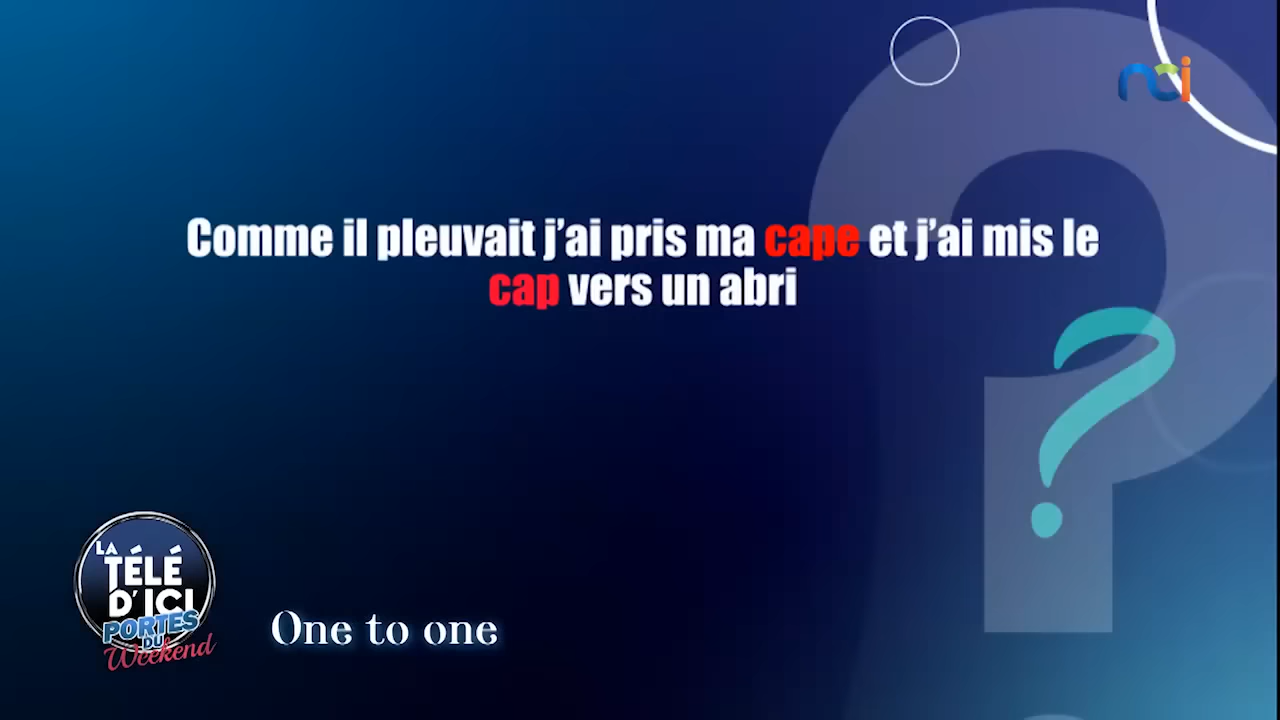 nci
Comme il pleuvait j’ai pris ma cape et j’ai mis le
cap vers un abri
LA
TÉLÉ
D’ICI
PORTES
DU
Weekend
One to one